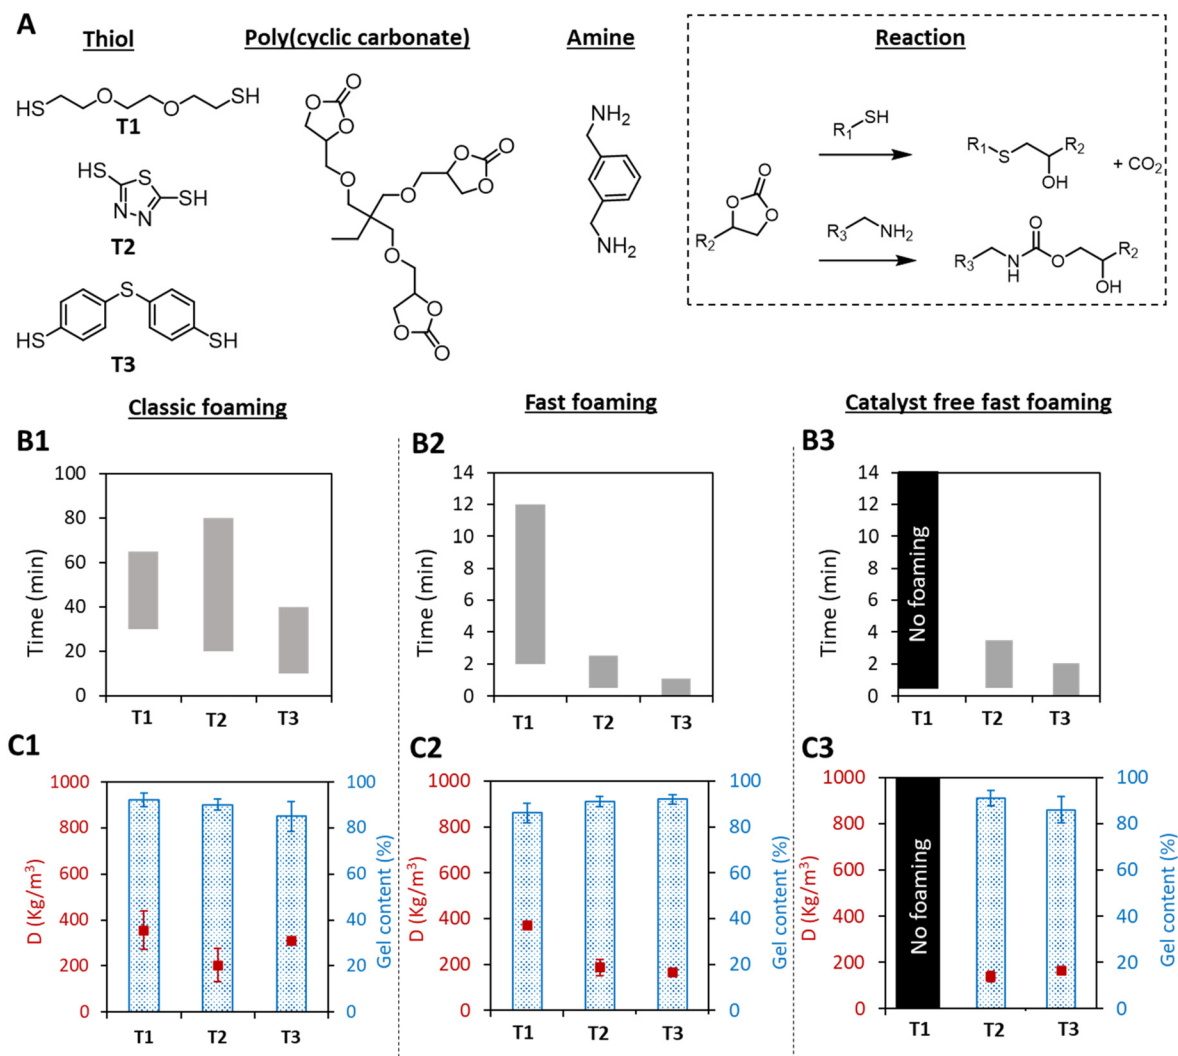 A
Thiol
Poly(cyclic carbonate)
Amine
Reaction
HS
O
O
SH
T1
HS
S
SH
N
N
T2
S
HS
SH
T3
O
O
O
O
O
O
O
O
O
O
O
O
NH2
NH2
O
O
O
R2
R1
SH
R1
S
R2
OH
+ CO2
R3
NH2
R3
N
H
O
O
R2
OH
Classic foaming
Fast foaming
Catalyst free fast foaming
B1
Time (min)
100
80
60
40
20
0
T1
T2
T3
B2
Time (min)
14
12
10
8
6
4
2
0
T1
T2
T3
B3
Time (min)
14
12
10
8
6
4
2
0
No foaming
T1
T2
T3
C1
D (Kg/m3)
1000
800
600
400
200
0
100
80
60
40
20
0
Gel content (%)
T1
T2
T3
C2
D (Kg/m3)
1000
800
600
400
200
0
100
80
60
40
20
0
Gel content (%)
T1
T2
T3
C3
D (Kg/m3)
1000
800
600
400
200
0
No foaming
100
80
60
40
20
0
Gel content (%)
T1
T2
T3